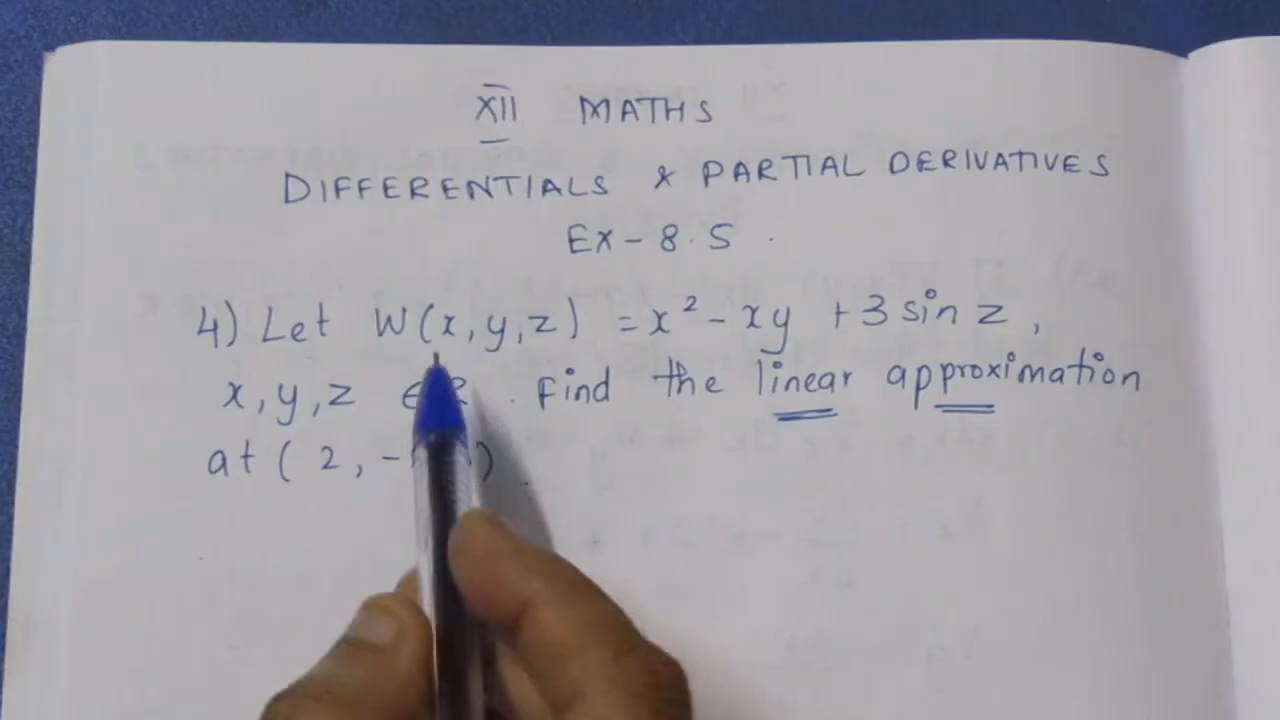 XII MATHS
DIFFERENTIALS & PARTIAL DERIVATIVES
Ex - 8.5.
4) Let W(x,y,z) = x² - xy + 3 sin z,
x,y,z ∈ R. Find the linear approximation
at ( 2, - )